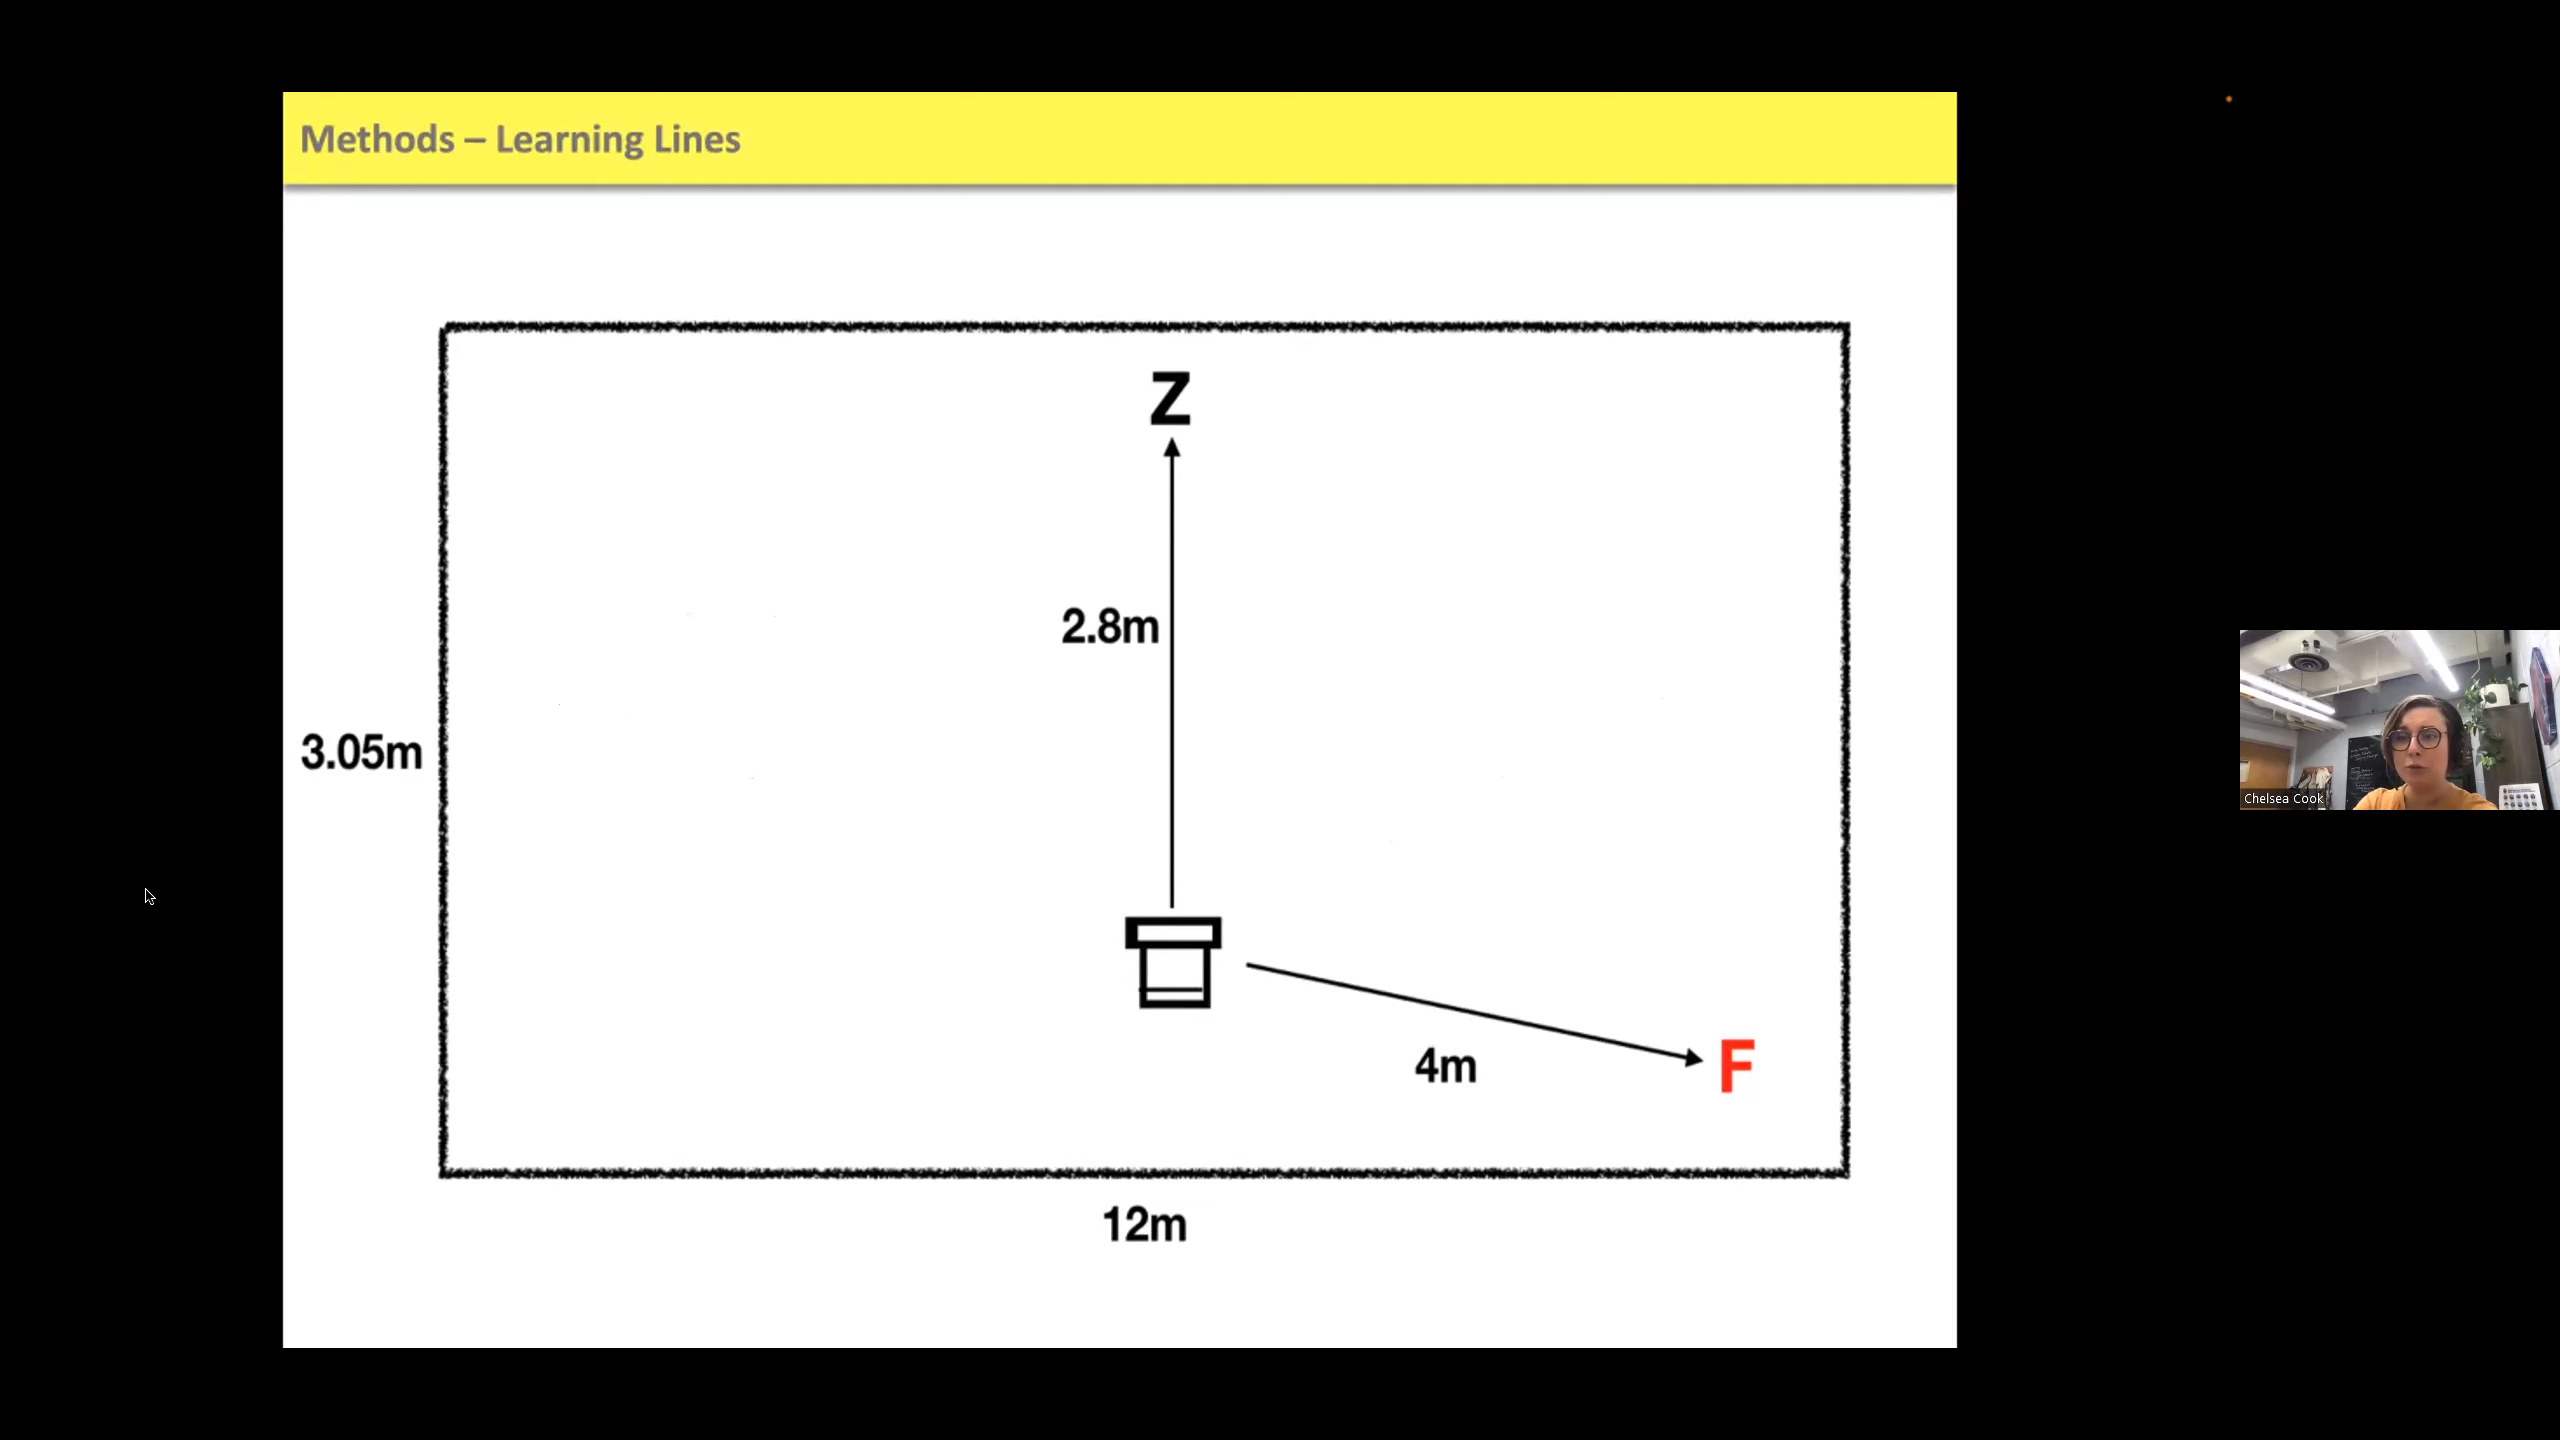 Methods – Learning Lines
Z
2.8m
3.05m
4m
F
12m
Chelsea Cook